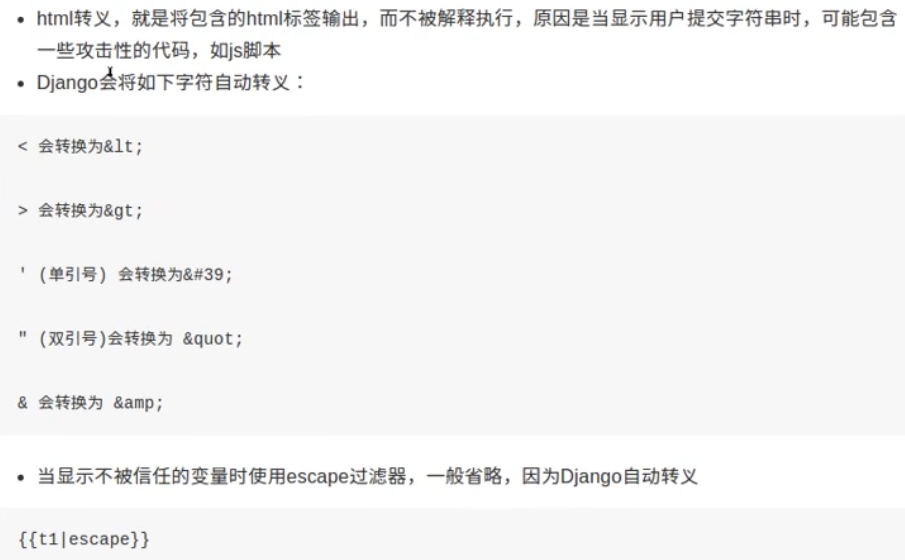 html转义，就是将包含的html标签输出，而不被解释执行，原因是当显示用户提交字符串时，可能包含
一些攻击性的代码，如js脚本
Django会将如下字符自动转义：
< 会转换为&lt;
> 会转换为&gt;
' (单引号) 会转换为&#39;
" (双引号)会转换为 &quot;
& 会转换为 &amp;
当显示不被信任的变量时使用escape过滤器，一般省略，因为Django自动转义
{{t1|escape}}